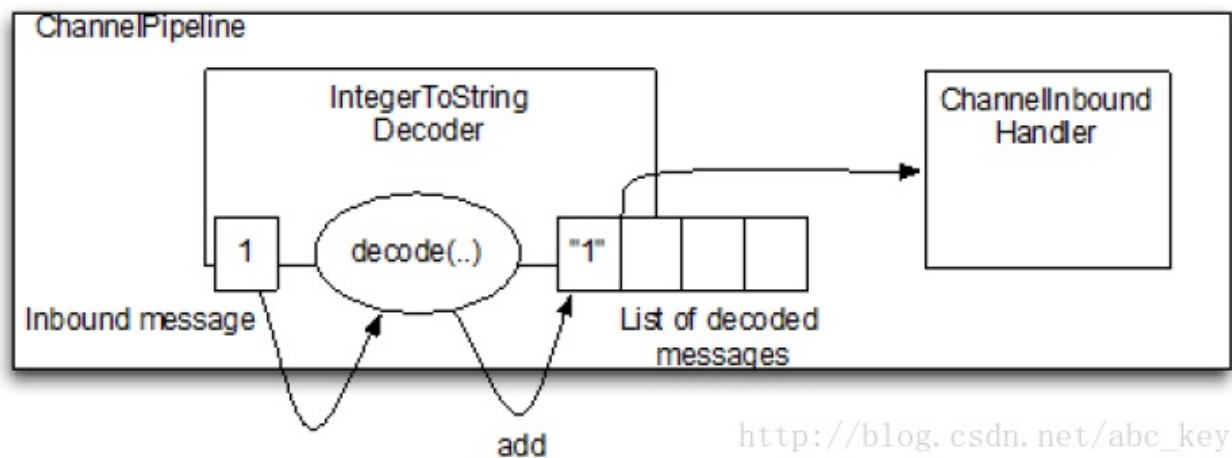 ChannelPipeline
IntegerToString
Decoder
ChannelInbound
Handler
1
decode(..)
"1"
Inbound message
List of decoded
messages
add
http://blog.csdn.net/abc_key